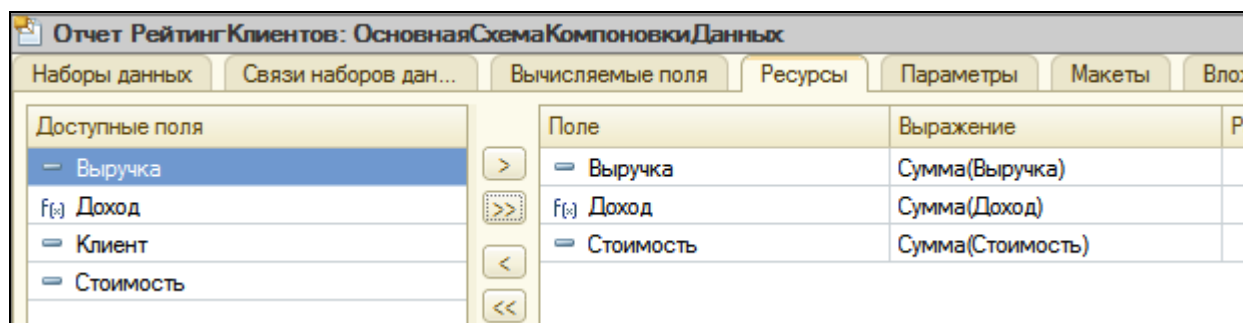 Отчет РейтингКлиентов: ОсновнаяСхемаКомпоновкиДанных
Наборы данных Связи наборов дан... Вычисляемые поля Ресурсы Параметры Макеты Влож
Доступные поля Поле Выражение Р
Выручка > Выручка Сумма(Выручка)
f(x) Доход >> f(x) Доход Сумма(Доход)
Клиент < Стоимость Сумма(Стоимость)
Стоимость <<